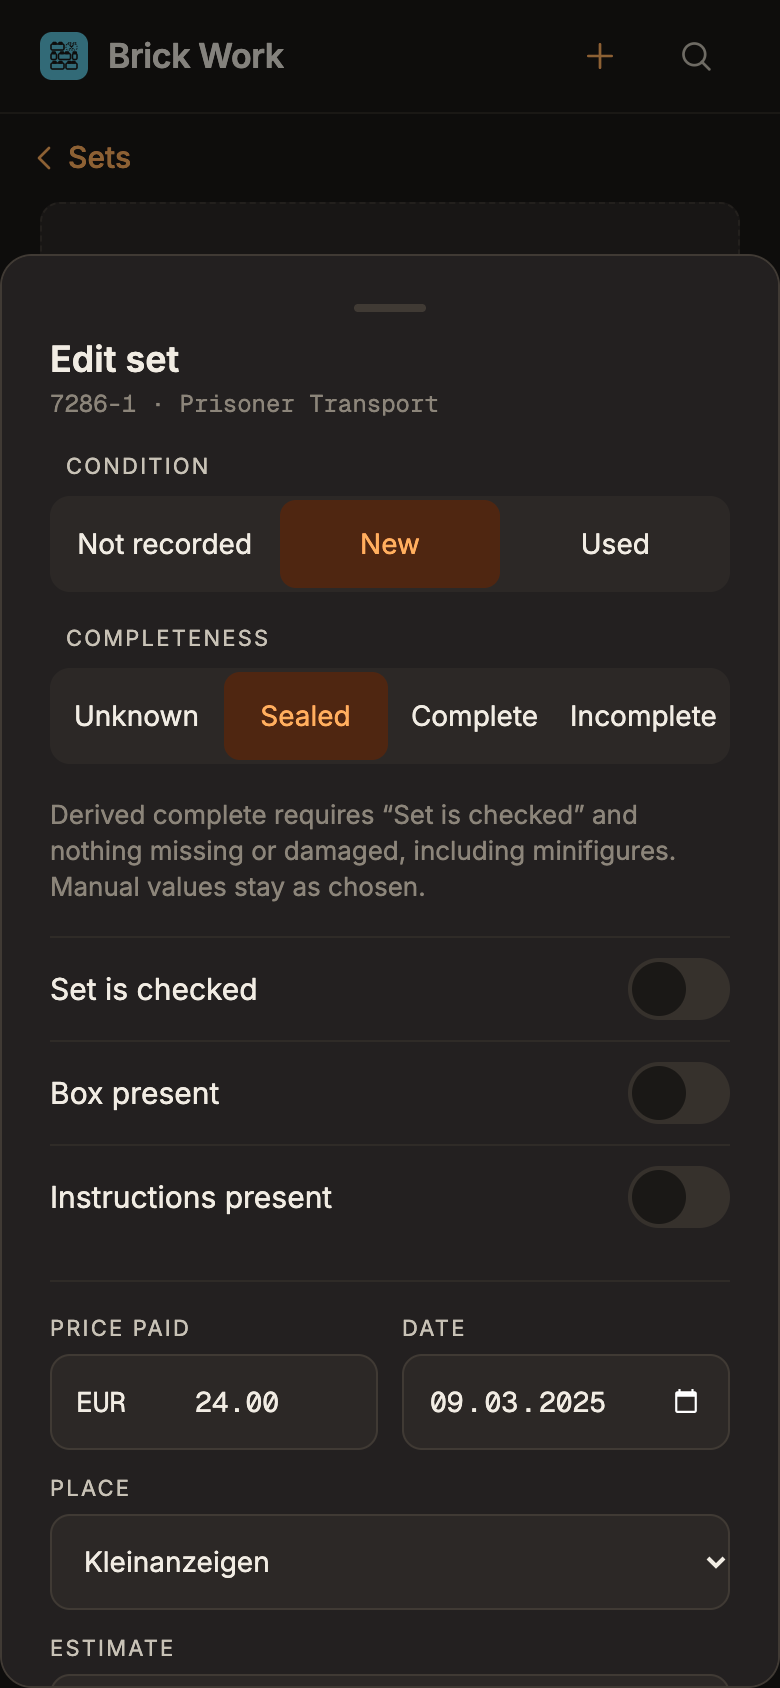 Brick Work
Sets
Edit set
7286-1 · Prisoner Transport
CONDITION
Not recorded New Used
COMPLETENESS
Unknown Sealed Complete Incomplete
Derived complete requires “Set is checked” and
nothing missing or damaged, including minifigures.
Manual values stay as chosen.
Set is checked
Box present
Instructions present
PRICE PAID DATE
EUR 24.00 09.03.2025
PLACE
Kleinanzeigen
ESTIMATE